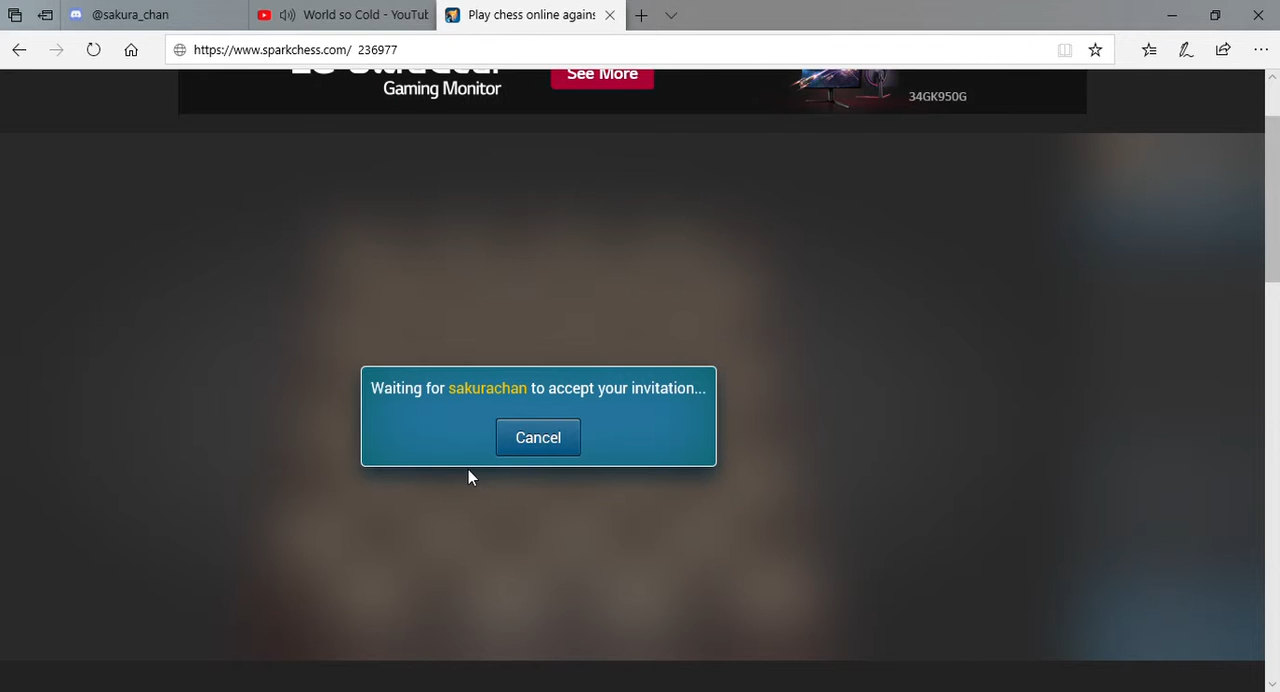 @sakura_chan
World so Cold - YouTub
Play chess online agains
https://www.sparkchess.com/ 236977
See More
Gaming Monitor
34GK950G
Waiting for sakurachan to accept your invitation...
Cancel